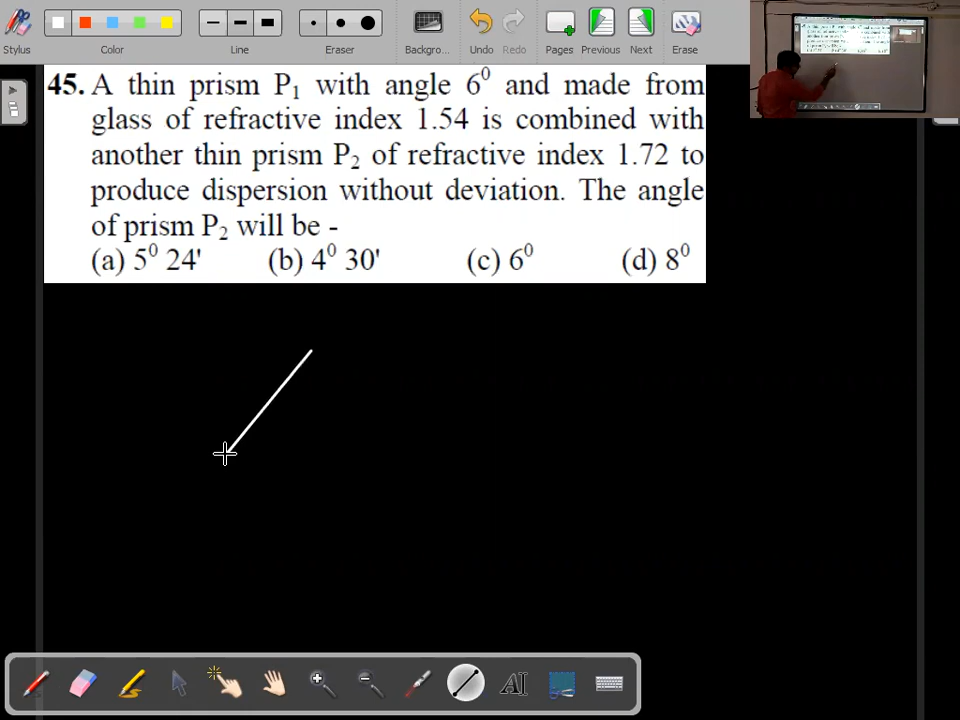 Stylus
Color
Line
Eraser
Backgro...
Undo
Redo
Pages
Previous
Next
Erase
45. A thin prism P₁ with angle 6⁰ and made from
glass of refractive index 1.54 is combined with
another thin prism P₂ of refractive index 1.72 to
produce dispersion without deviation. The angle
of prism P₂ will be -
(a) 5⁰ 24' (b) 4⁰ 30' (c) 6⁰ (d) 8⁰
AI